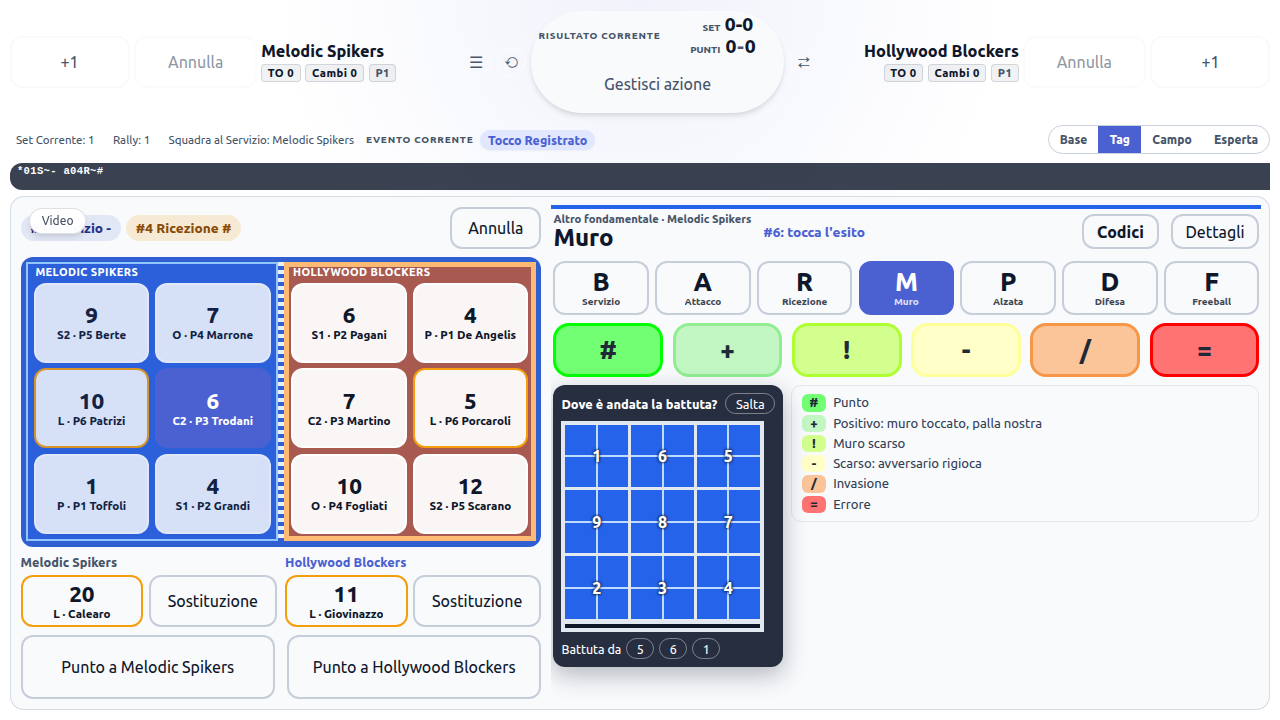 +1
Annulla
Melodic Spikers
TO 0
Cambi 0
P1
RISULTATO CORRENTE
SET 0-0
PUNTI 0-0
Gestisci azione
Hollywood Blockers
TO 0
Cambi 0
P1
Annulla
+1
Set Corrente: 1
Rally: 1
Squadra al Servizio: Melodic Spikers
EVENTO CORRENTE
Tocco Registrato
Base
Tag
Campo
Esperta
*01S~- a04R~#
Video
#4 Ricezione #
Annulla
MELODIC SPIKERS
HOLLYWOOD BLOCKERS
9
S2 · P5 Berte
7
O · P4 Marrone
6
S1 · P2 Pagani
4
P · P1 De Angelis
10
L · P6 Patrizi
6
C2 · P3 Trodani
7
C2 · P3 Martino
5
L · P6 Porcaroli
1
P · P1 Toffoli
4
S1 · P2 Grandi
10
O · P4 Fogliati
12
S2 · P5 Scarano
Melodic Spikers
Hollywood Blockers
20
L · Calearo
Sostituzione
11
L · Giovinazzo
Sostituzione
Punto a Melodic Spikers
Punto a Hollywood Blockers
Altro fondamentale · Melodic Spikers
Muro
#6: tocca l'esito
Codici
Dettagli
B
Servizio
A
Attacco
R
Ricezione
M
Muro
P
Alzata
D
Difesa
F
Freeball
#
+
!
-
/
=
Dove è andata la battuta?
Salta
1 6 5
9 8 7
2 3 4
Battuta da 5 6 1
# Punto
+ Positivo: muro toccato, palla nostra
! Muro scarso
- Scarso: avversario rigioca
/ Invasione
= Errore